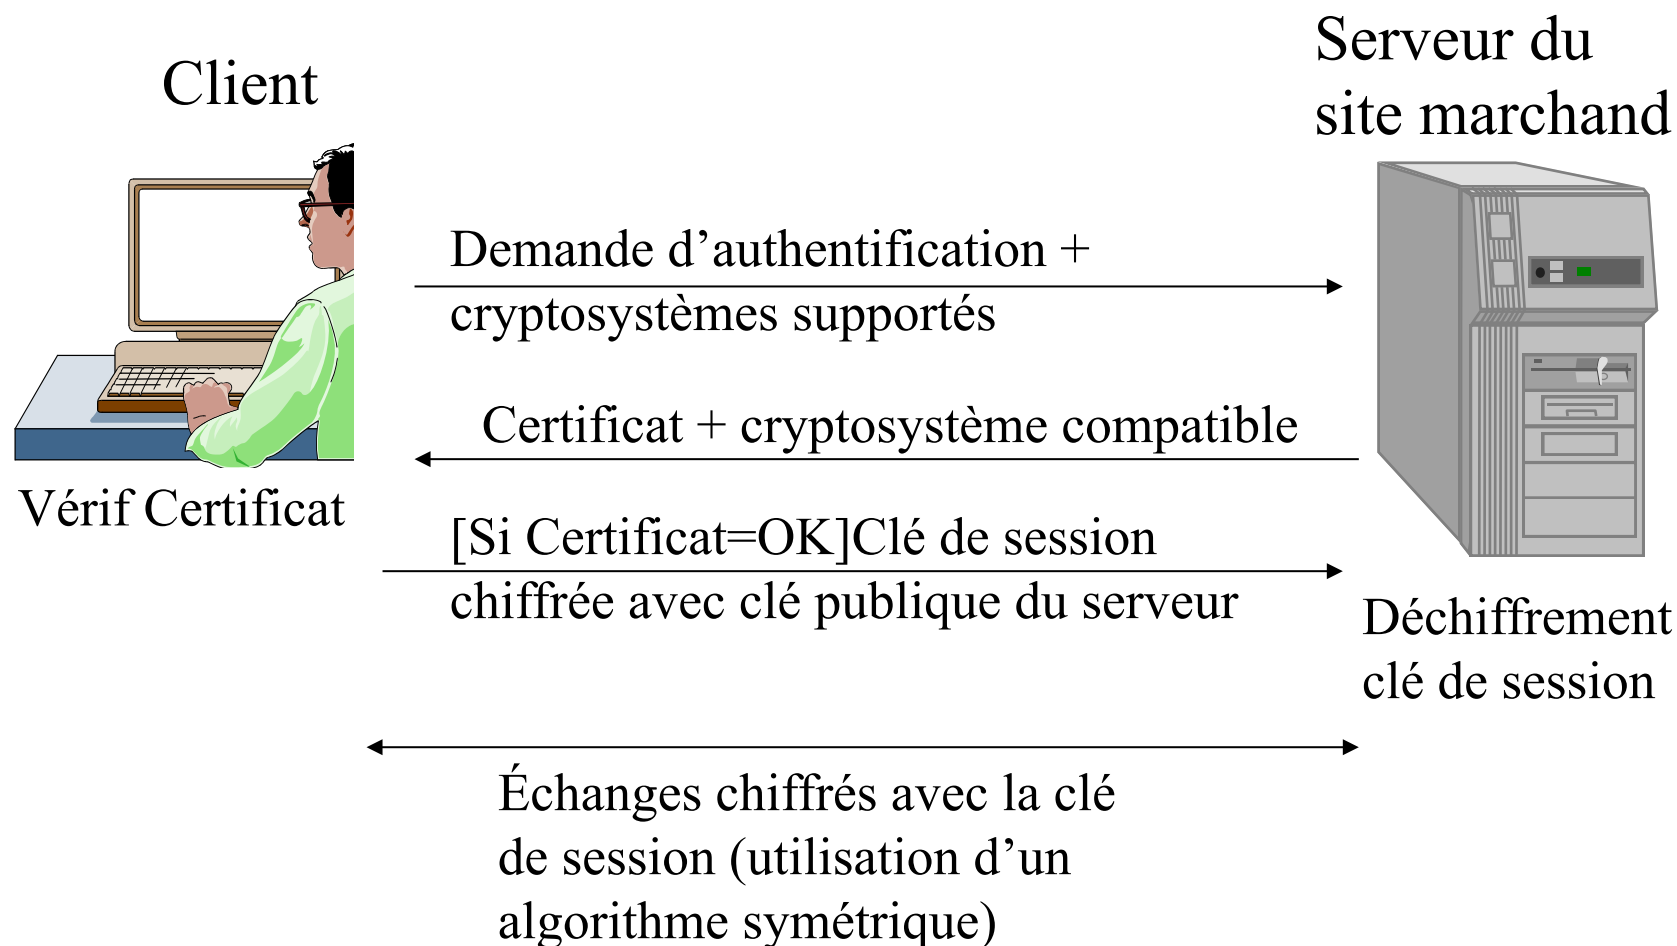 Client
Serveur du
site marchand
Demande d’authentification +
cryptosystèmes supportés
Certificat + cryptosystème compatible
Vérif Certificat
[Si Certificat=OK]Clé de session
chiffrée avec clé publique du serveur
Déchiffrement
clé de session
Échanges chiffrés avec la clé
de session (utilisation d’un
algorithme symétrique)